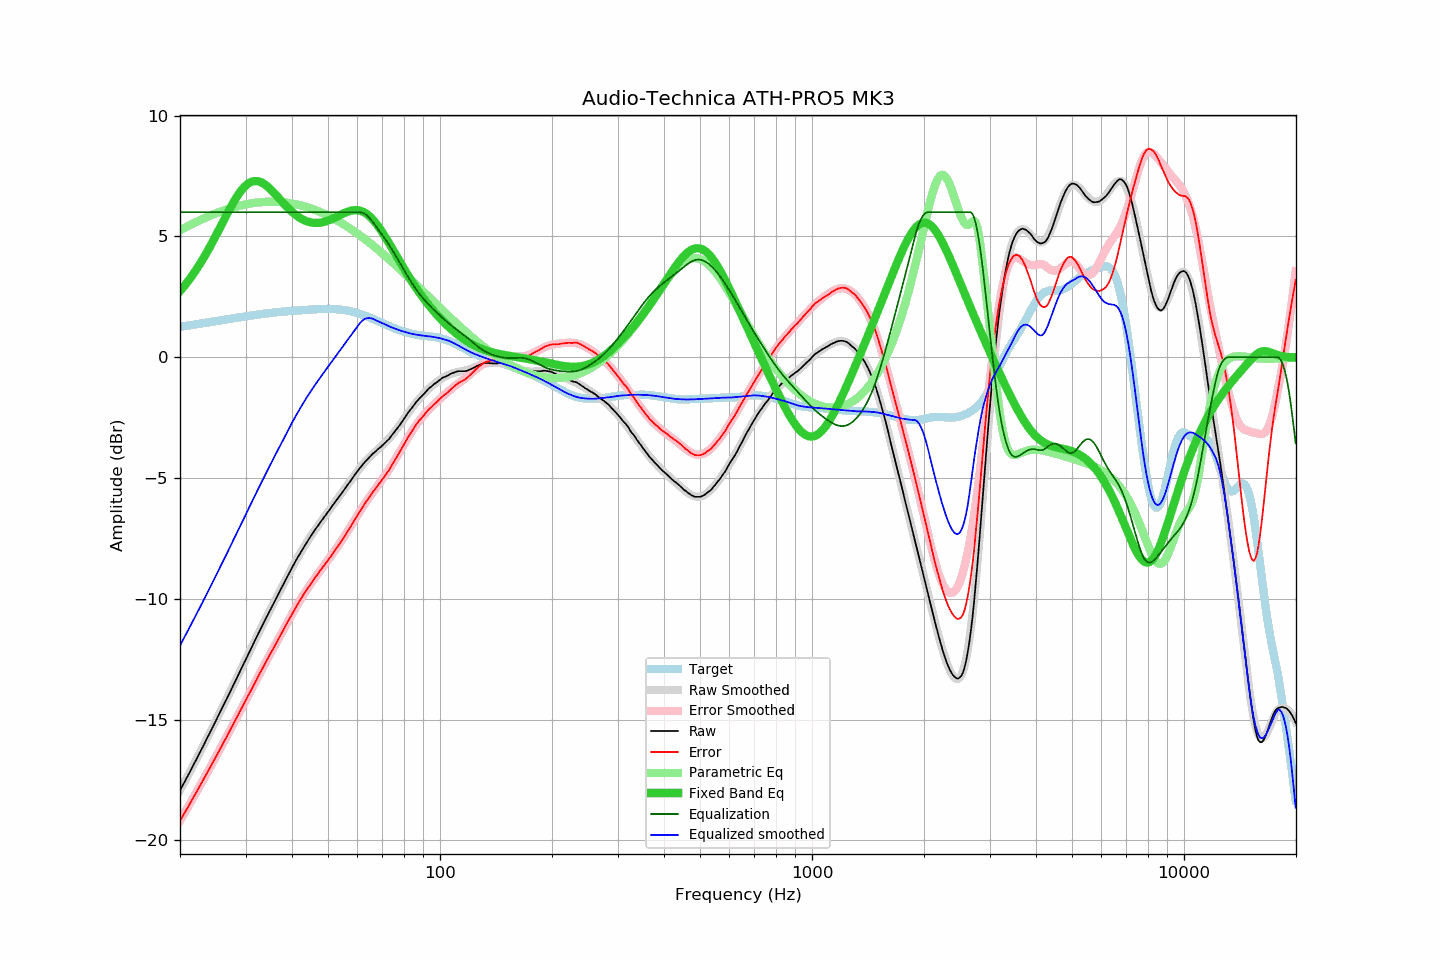 Audio-Technica ATH-PRO5 MK3
10
5
0
−5
−10
−15
−20
Amplitude (dBr)
Target
Raw Smoothed
Error Smoothed
Raw
Error
Parametric Eq
Fixed Band Eq
Equalization
Equalized smoothed
100
1000
10000
Frequency (Hz)